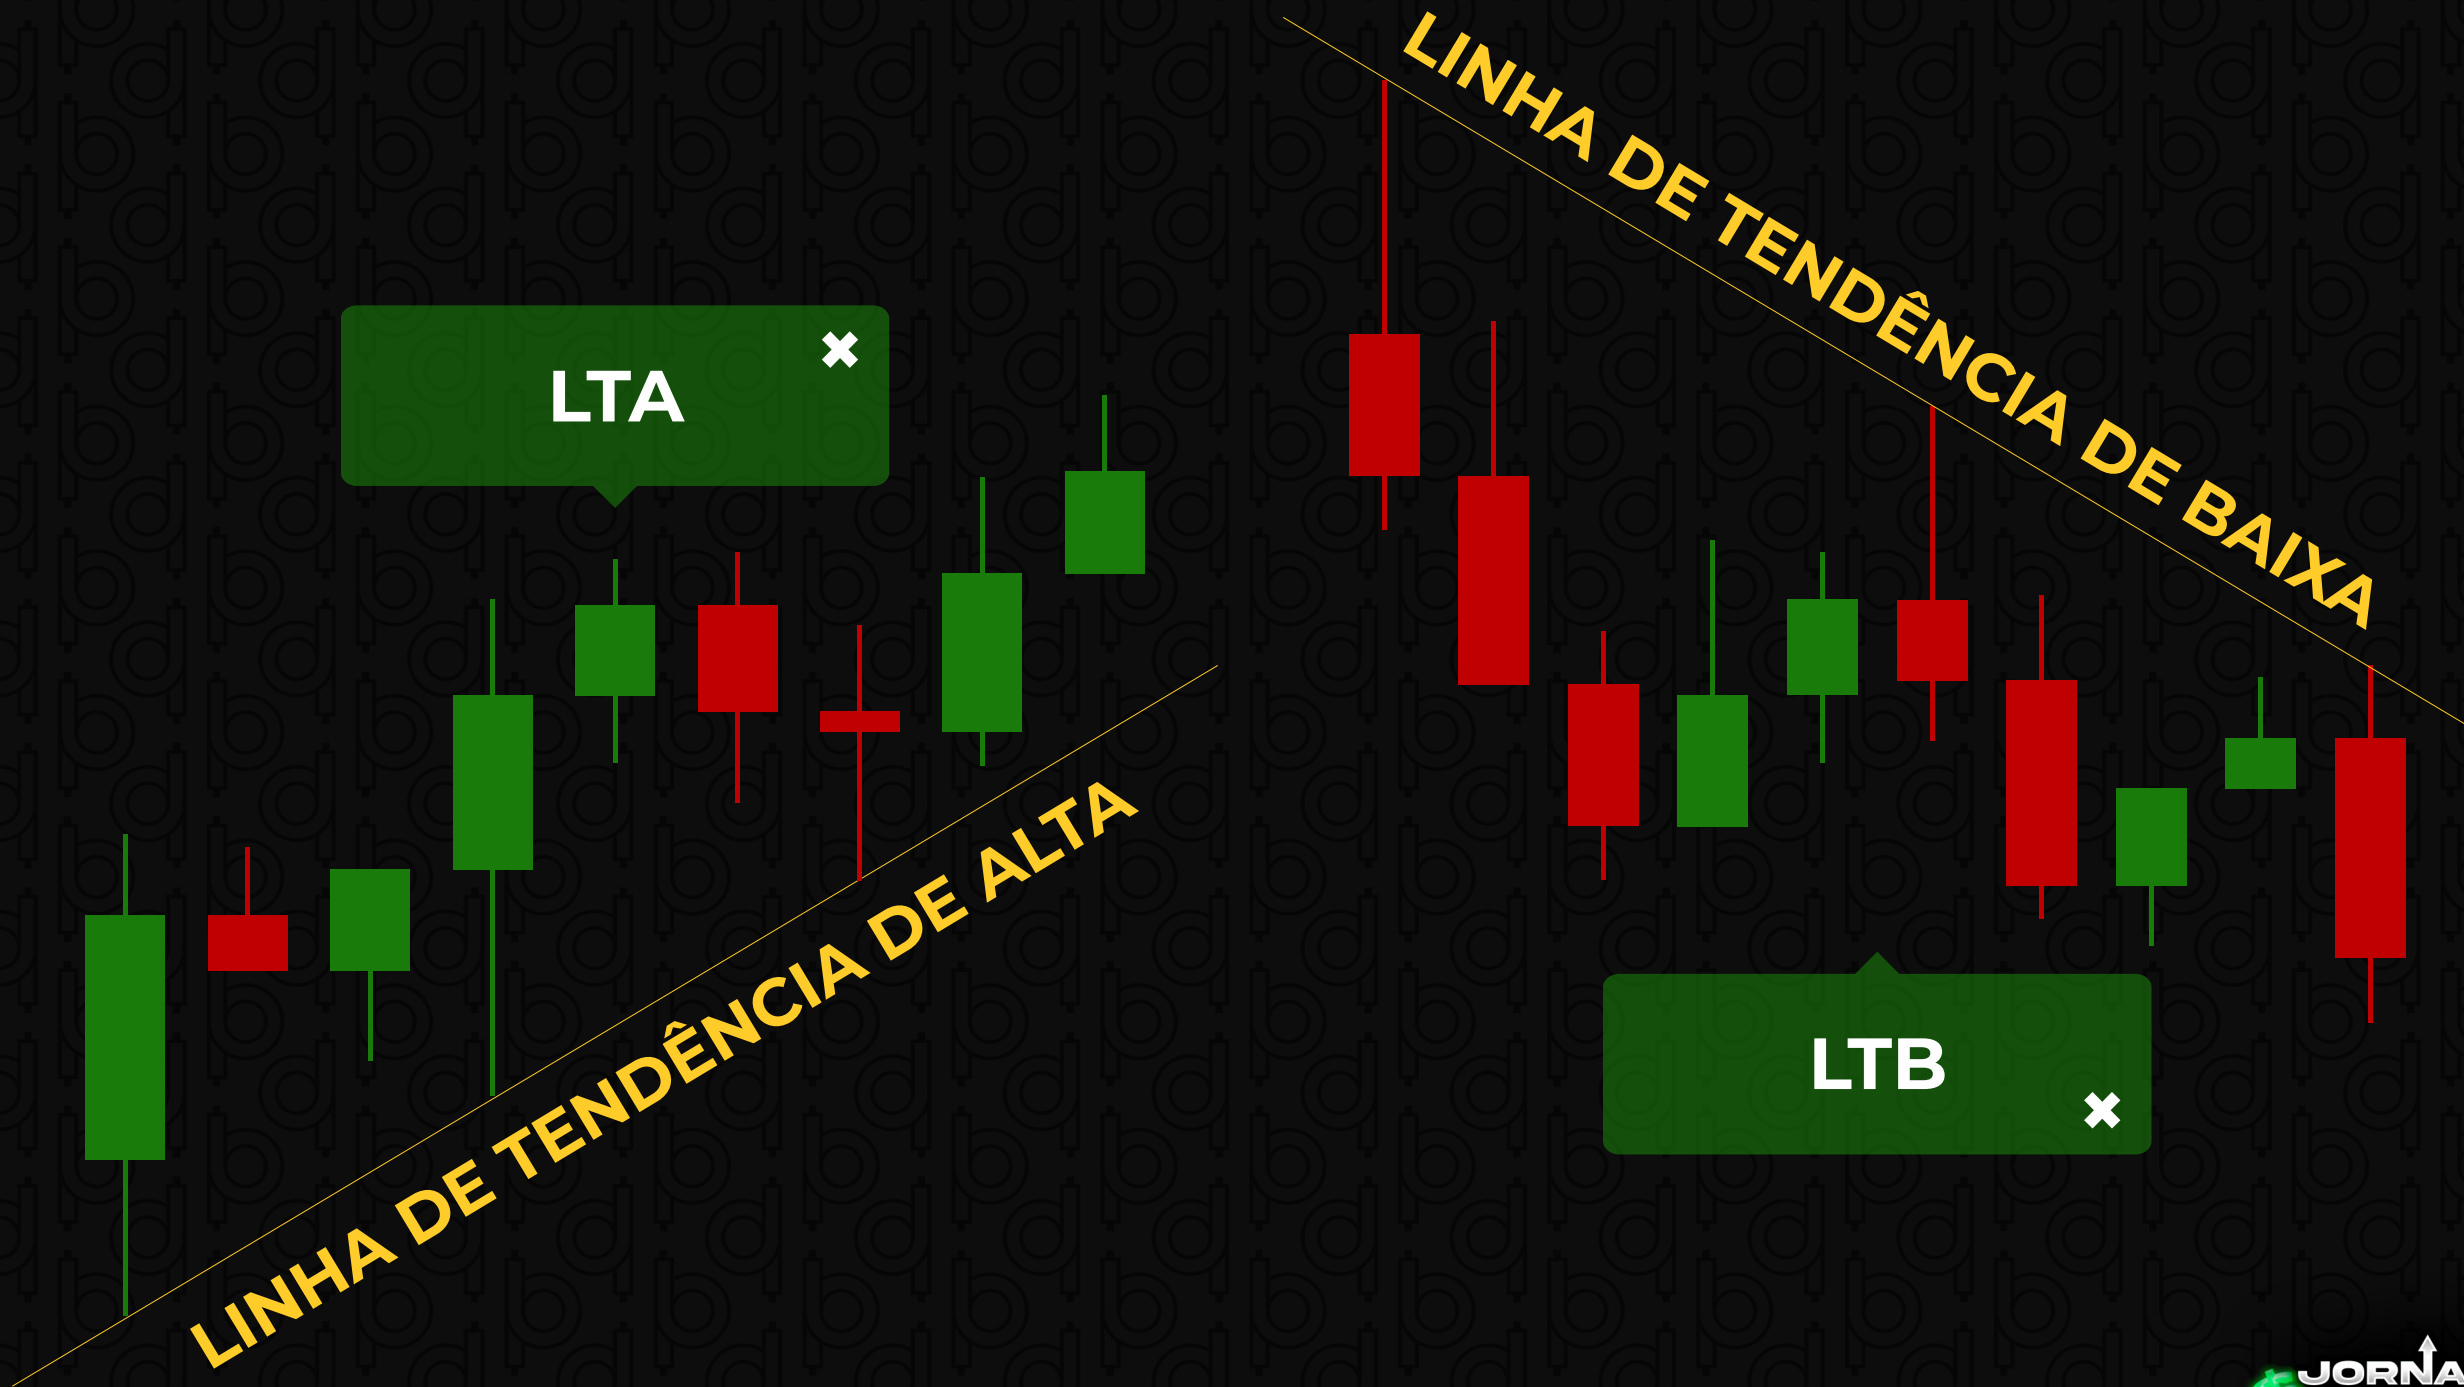 LTA
LINHA DE TENDÊNCIA DE ALTA
LINHA DE TENDÊNCIA DE BAIXA
LTB
JORNA